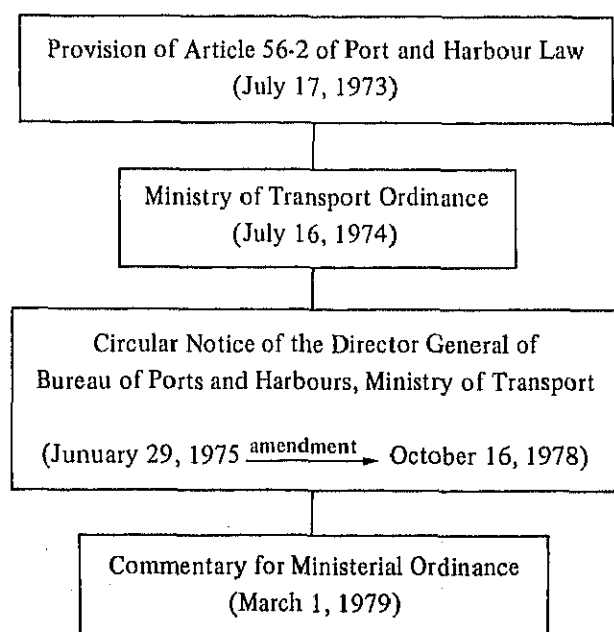 Provision of Article 56-2 of Port and Harbour Law
(July 17, 1973)
Ministry of Transport Ordinance
(July 16, 1974)
Circular Notice of the Director General of
Bureau of Ports and Harbours, Ministry of Transport
(Junuary 29, 1975 amendment October 16, 1978)
Commentary for Ministerial Ordinance
(March 1, 1979)